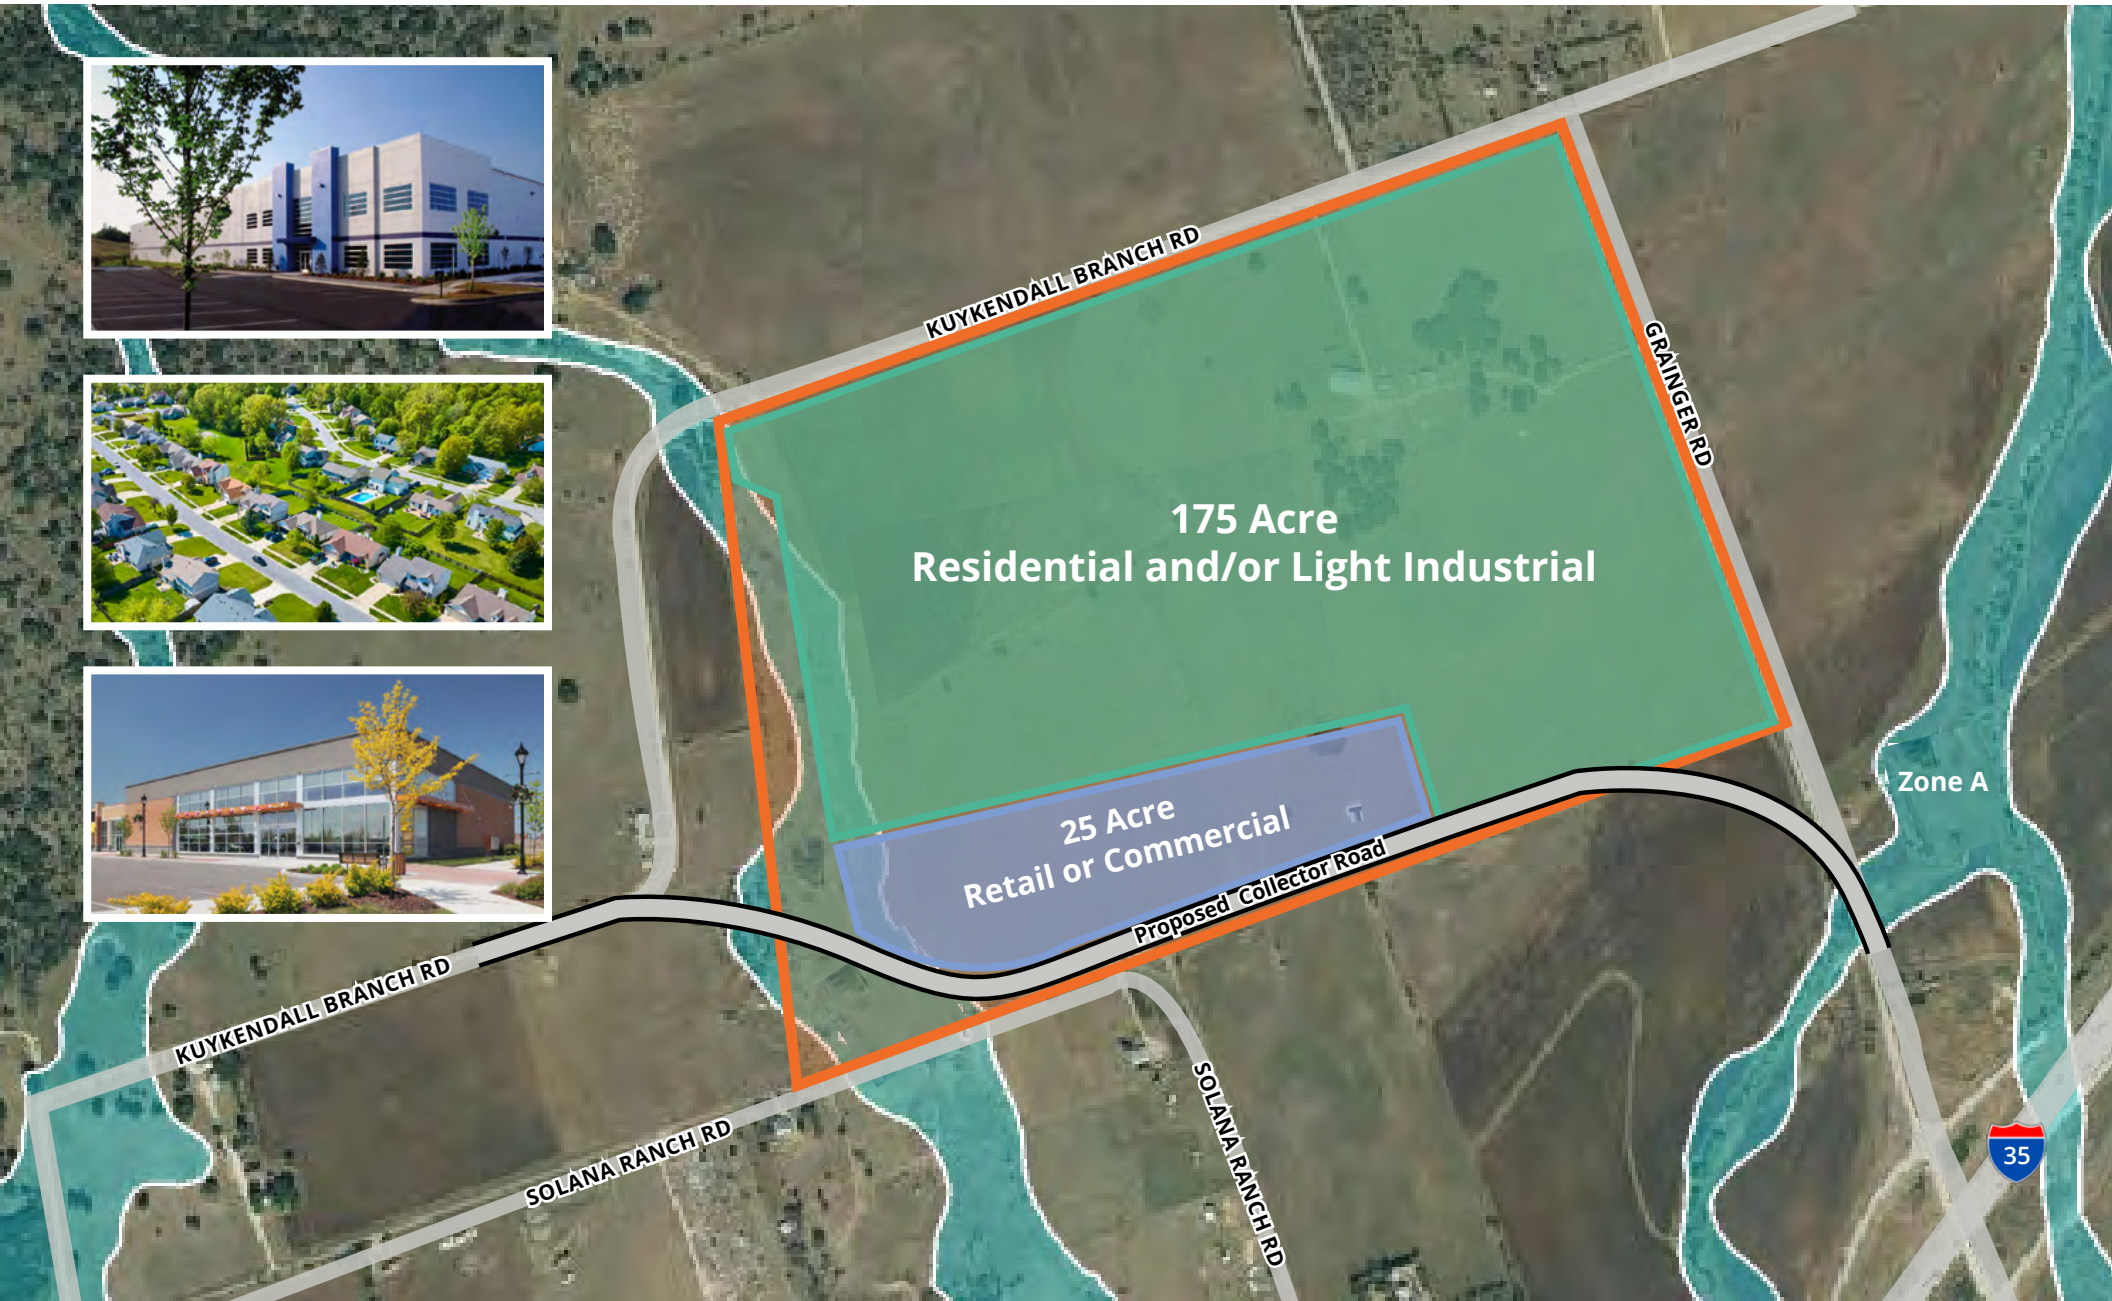 KUYKENDALL BRANCH RD
GRAINGER RD
175 Acre
Residential and/or Light Industrial
Zone A
25 Acre
Retail or Commercial
Proposed Collector Road
KUYKENDALL BRANCH RD
SOLANA RANCH RD
SOLANA RANCH RD
35